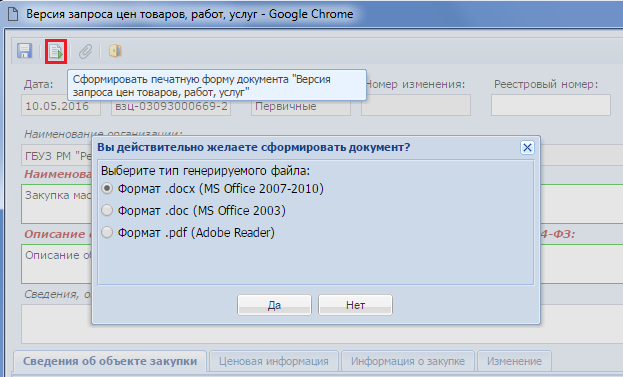 Версия запроса цен товаров, работ, услуг - Google Chrome
Сформировать печатную форму документа "Версия
запроса цен товаров, работ, услуг"
Дата:
Номер изменения:
Реестровый номер:
10.05.2016
взц-03093000669-2
Первичные
Наименование организации:
ГБУЗ РМ "Ре
Наименов
Закупка мас
Описание
4-ФЗ:
Описание об
Сведения, о
Вы действительно желаете сформировать документ?
Выберите тип генерируемого файла:
Формат .docx (MS Office 2007-2010)
Формат .doc (MS Office 2003)
Формат .pdf (Adobe Reader)
Да
Нет
Сведения об объекте закупки
Ценовая информация
Информация о закупке
Изменение